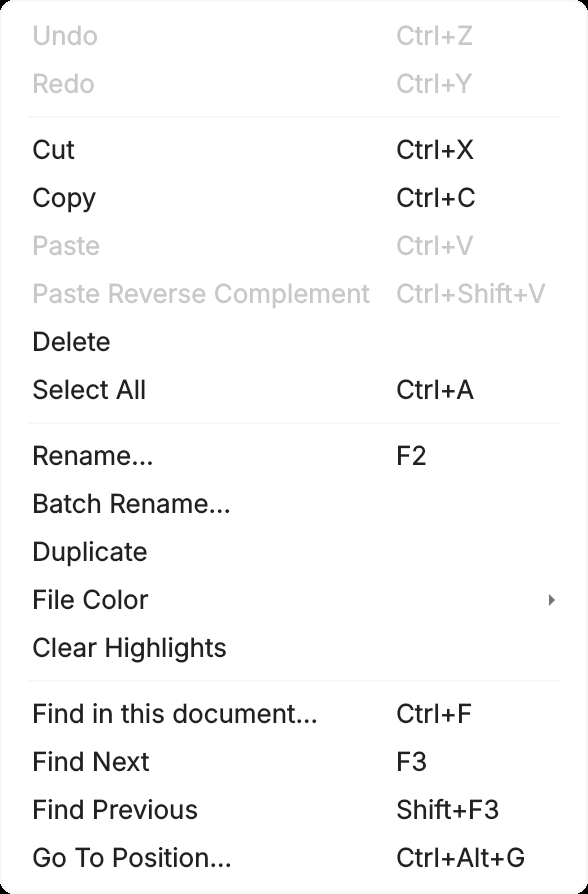 Undo Ctrl+Z
Redo Ctrl+Y
Cut Ctrl+X
Copy Ctrl+C
Paste Ctrl+V
Paste Reverse Complement Ctrl+Shift+V
Delete
Select All Ctrl+A
Rename... F2
Batch Rename...
Duplicate
File Color
Clear Highlights
Find in this document... Ctrl+F
Find Next F3
Find Previous Shift+F3
Go To Position... Ctrl+Alt+G